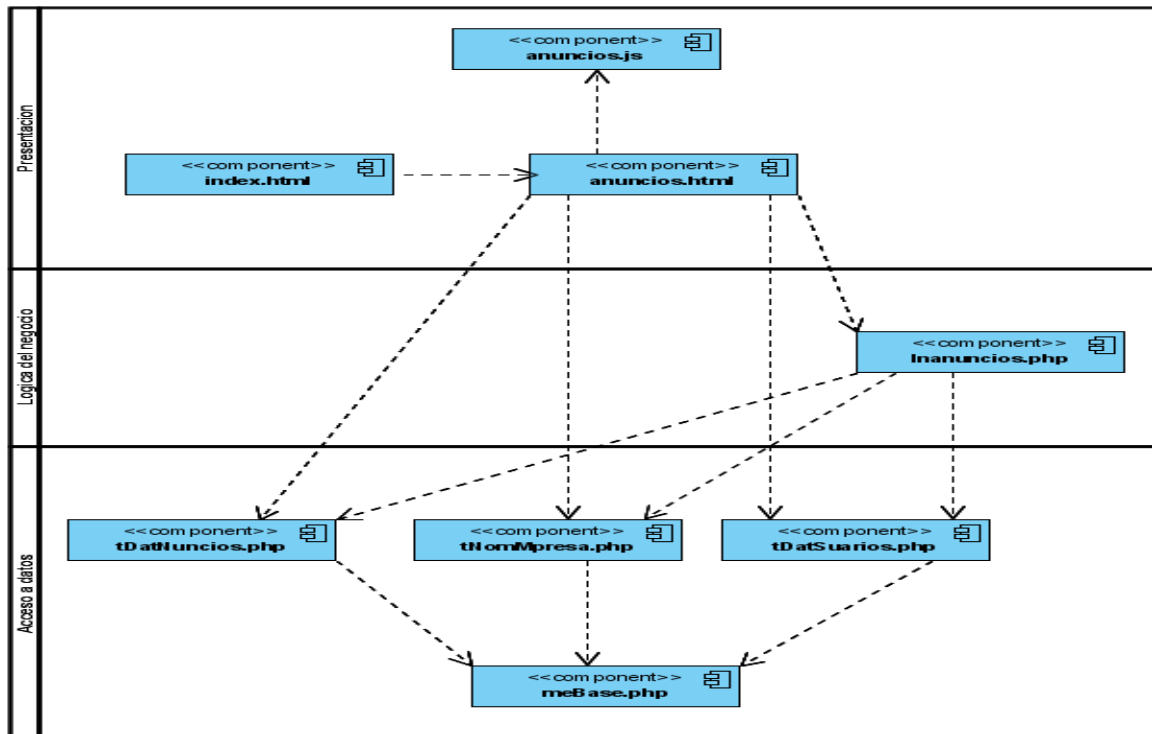 Presentacion
<<component>>
anuncios.js
<<component>>
index.html
<<component>>
anuncios.html
Logica del negocio
<<component>>
lnanuncios.php
Acceso a datos
<<component>>
tDatNuncios.php
<<component>>
tNomMpresa.php
<<component>>
tDatSuarios.php
<<component>>
meBase.php